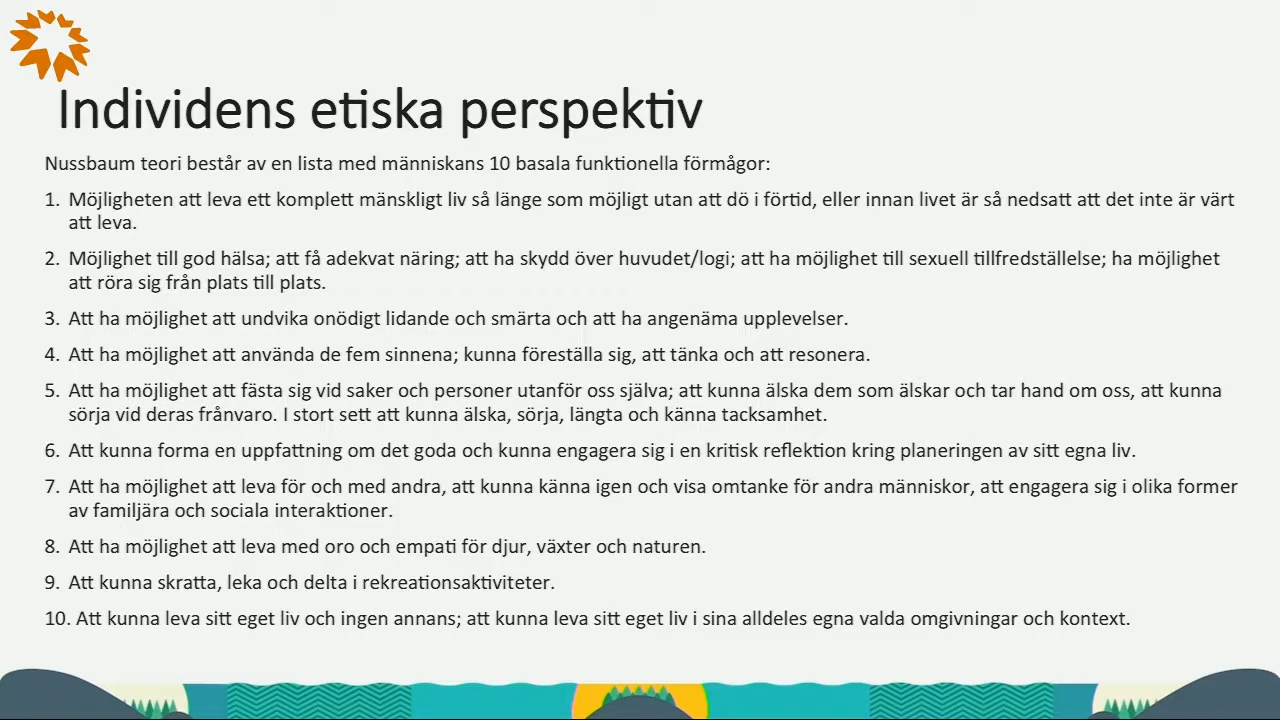 Individens etiska perspektiv
Nussbaum teori består av en lista med människans 10 basala funktionella förmågor:
1. Möjligheten att leva ett komplett mänskligt liv så länge som möjligt utan att dö i förtid, eller innan livet är så nedsatt att det inte är värt
att leva.
2. Möjlighet till god hälsa; att få adekvat näring; att ha skydd över huvudet/logi; att ha möjlighet till sexuell tillfredställelse; ha möjlighet
att röra sig från plats till plats.
3. Att ha möjlighet att undvika onödigt lidande och smärta och att ha angenäma upplevelser.
4. Att ha möjlighet att använda de fem sinnena; kunna föreställa sig, att tänka och att resonera.
5. Att ha möjlighet att fästa sig vid saker och personer utanför oss själva; att kunna älska dem som älskar och tar hand om oss, att kunna
sörja vid deras frånvaro. I stort sett att kunna älska, sörja, längta och känna tacksamhet.
6. Att kunna forma en uppfattning om det goda och kunna engagera sig i en kritisk reflektion kring planeringen av sitt egna liv.
7. Att ha möjlighet att leva för och med andra, att kunna känna igen och visa omtanke för andra människor, att engagera sig i olika former
av familjära och sociala interaktioner.
8. Att ha möjlighet att leva med oro och empati för djur, växter och naturen.
9. Att kunna skratta, leka och delta i rekreationsaktiviteter.
10. Att kunna leva sitt eget liv och ingen annans; att kunna leva sitt eget liv i sina alldeles egna valda omgivningar och kontext.